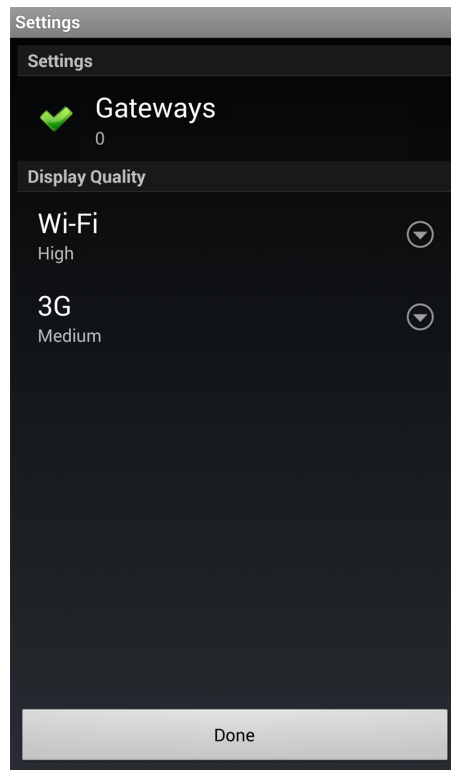 Settings
Settings
Gateways
0
Display Quality
Wi-Fi
High
3G
Medium
Done